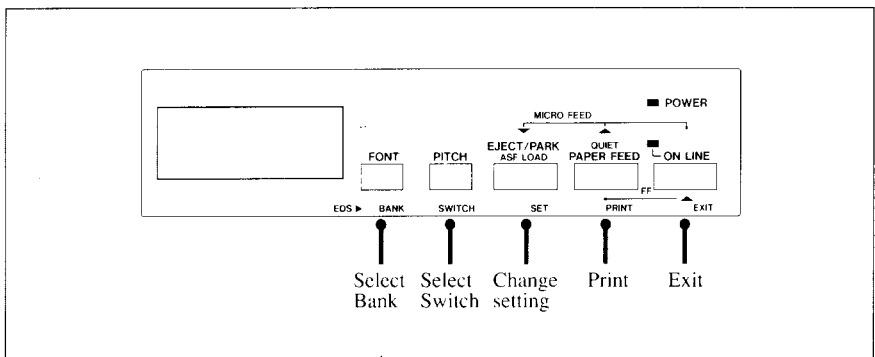 POWER
MICRO FEED
EJECT/PARK QUIET
FONT PITCH ASF LOAD PAPER FEED ON LINE
FF
EOS ▶ BANK SWITCH SET PRINT EXIT
Select Select Change Print Exit
Bank Switch setting